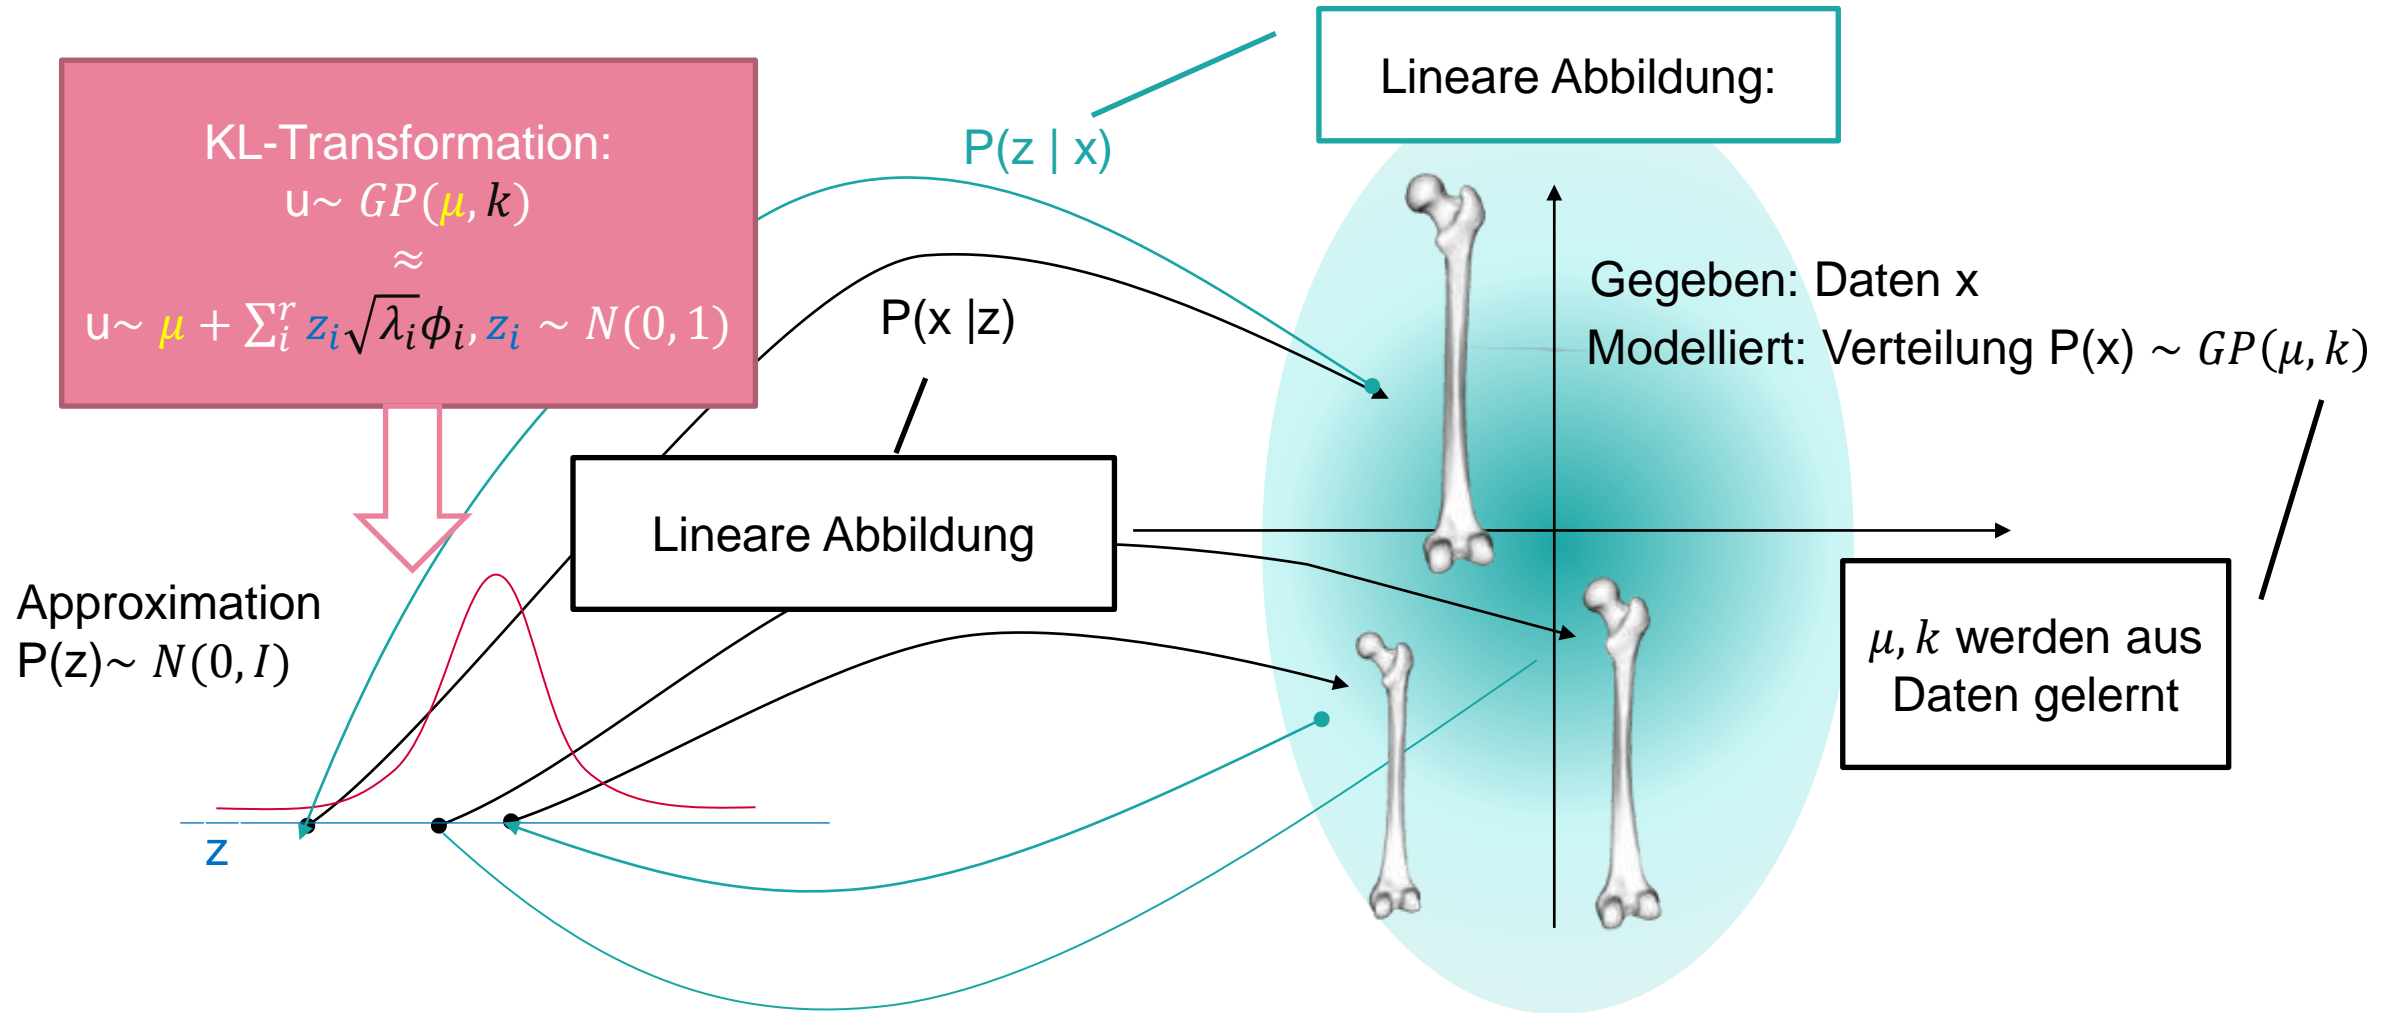 KL-Transformation:
u~ GP(μ, k)
≈
u~ μ + ∑ᵢʳ zᵢ√λᵢϕᵢ, zᵢ ~ N(0, 1)
P(z | x)
Lineare Abbildung:
P(x |z)
Gegeben: Daten x
Modelliert: Verteilung P(x) ~ GP(μ, k)
Lineare Abbildung
Approximation
P(z)~ N(0, I)
μ, k werden aus
Daten gelernt
z